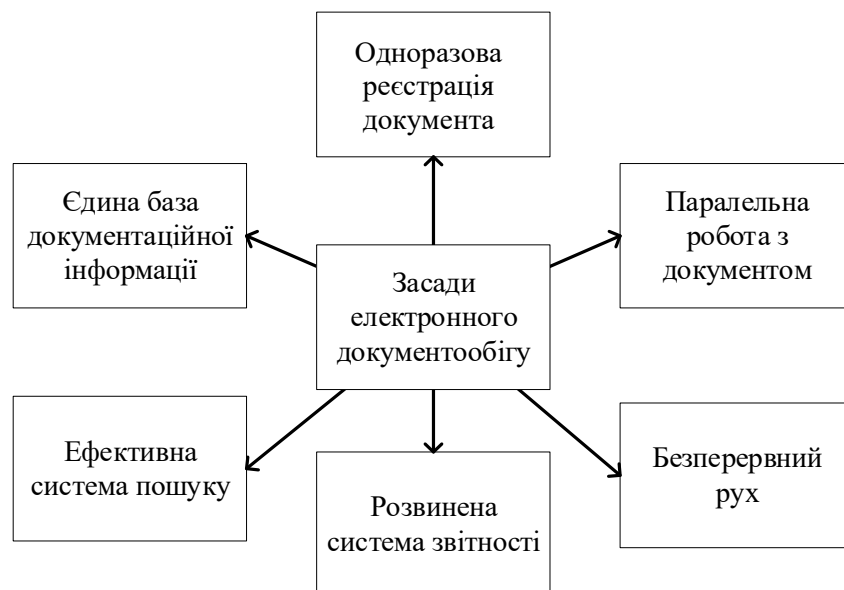 Одноразова
реєстрація
документа
Єдина база
документаційної
інформації
Паралельна
робота з
документом
Засади
електронного
документообігу
Ефективна
система пошуку
Розвинена
система звітності
Безперервний
рух